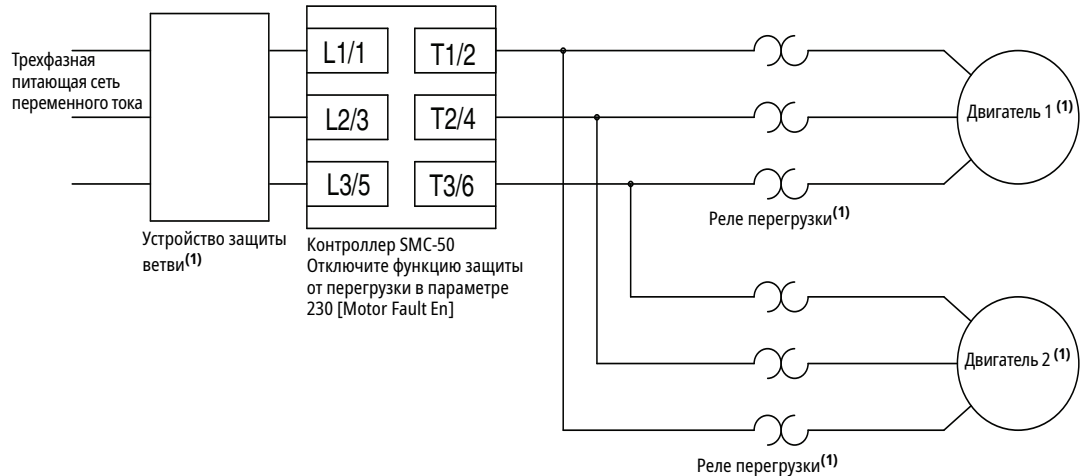 Трехфазная
питающая сеть
переменного тока
L1/1
T1/2
L2/3
T2/4
L3/5
T3/6
Устройство защиты
ветви(1)
Контроллер SMC-50
Отключите функцию защиты
от перегрузки в параметре
230 [Motor Fault En]
Двигатель 1 (1)
Реле перегрузки(1)
Двигатель 2 (1)
Реле перегрузки(1)